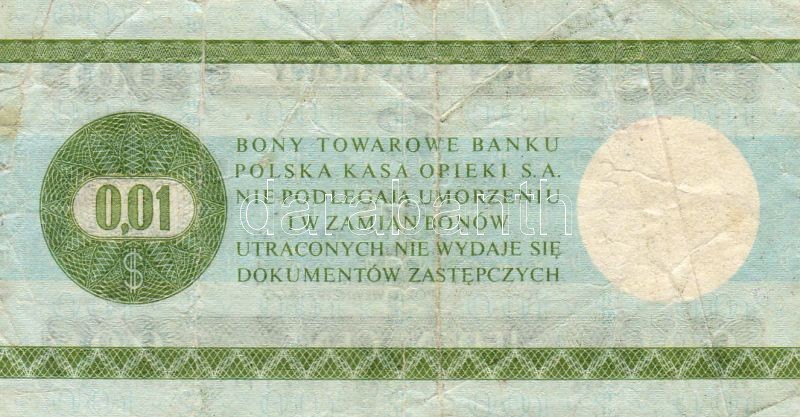 BONY TOWAROWE BANKU
POLSKA KASA OPIEKI S.A.
NIE PODLEGAJĄ UMORZENIU
I W ZAMIAN BONÓW
UTRACONYCH NIE WYDAJE SIĘ
DOKUMENTÓW ZASTĘPCZYCH
0,01
$
darabanth